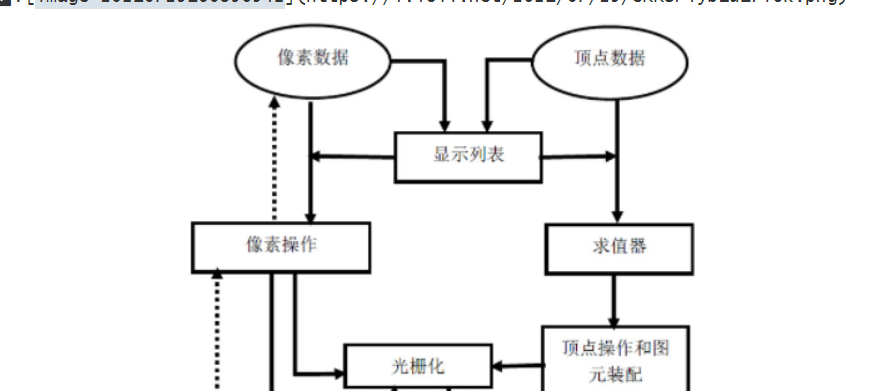 像素数据
顶点数据
显示列表
像素操作
求值器
顶点操作和图
元装配
光栅化